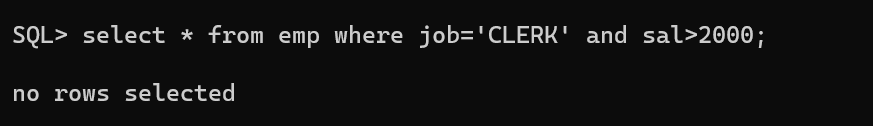 SQL> select * from emp where job='CLERK' and sal>2000;
no rows selected